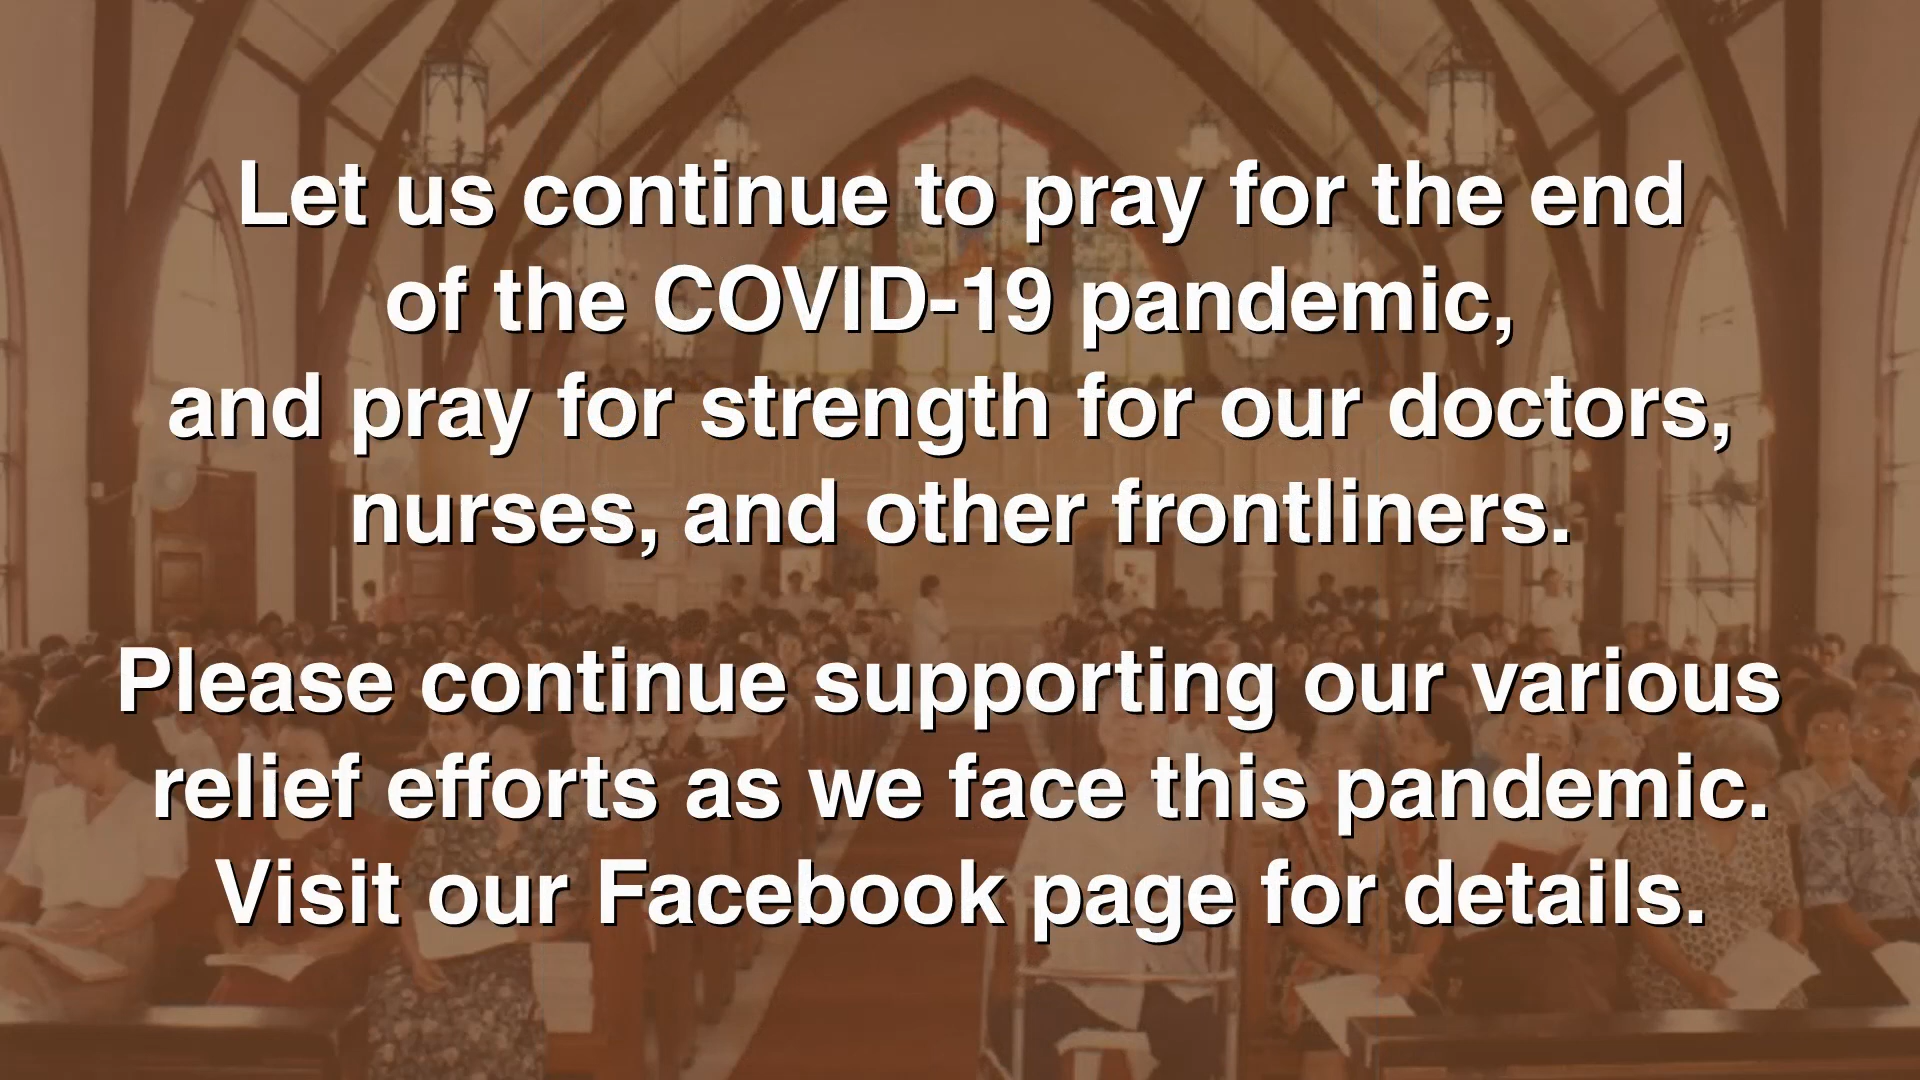 Let us continue to pray for the end
of the COVID-19 pandemic,
and pray for strength for our doctors,
nurses, and other frontliners.
Please continue supporting our various
relief efforts as we face this pandemic.
Visit our Facebook page for details.